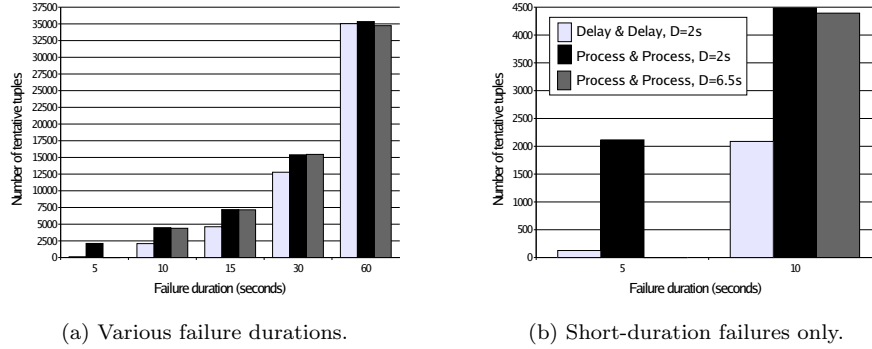 37500
35000
32500
30000
27500
25000
22500
20000
17500
15000
12500
10000
7500
5000
2500
0
Number of tentative tuples
5 10 15 30 60
Failure duration (seconds)
(a) Various failure durations.
4500
4000
3500
3000
2500
2000
1500
1000
500
0
Number of tentative tuples
Delay & Delay, D=2s
Process & Process, D=2s
Process & Process, D=6.5s
5 10
Failure duration (seconds)
(b) Short-duration failures only.